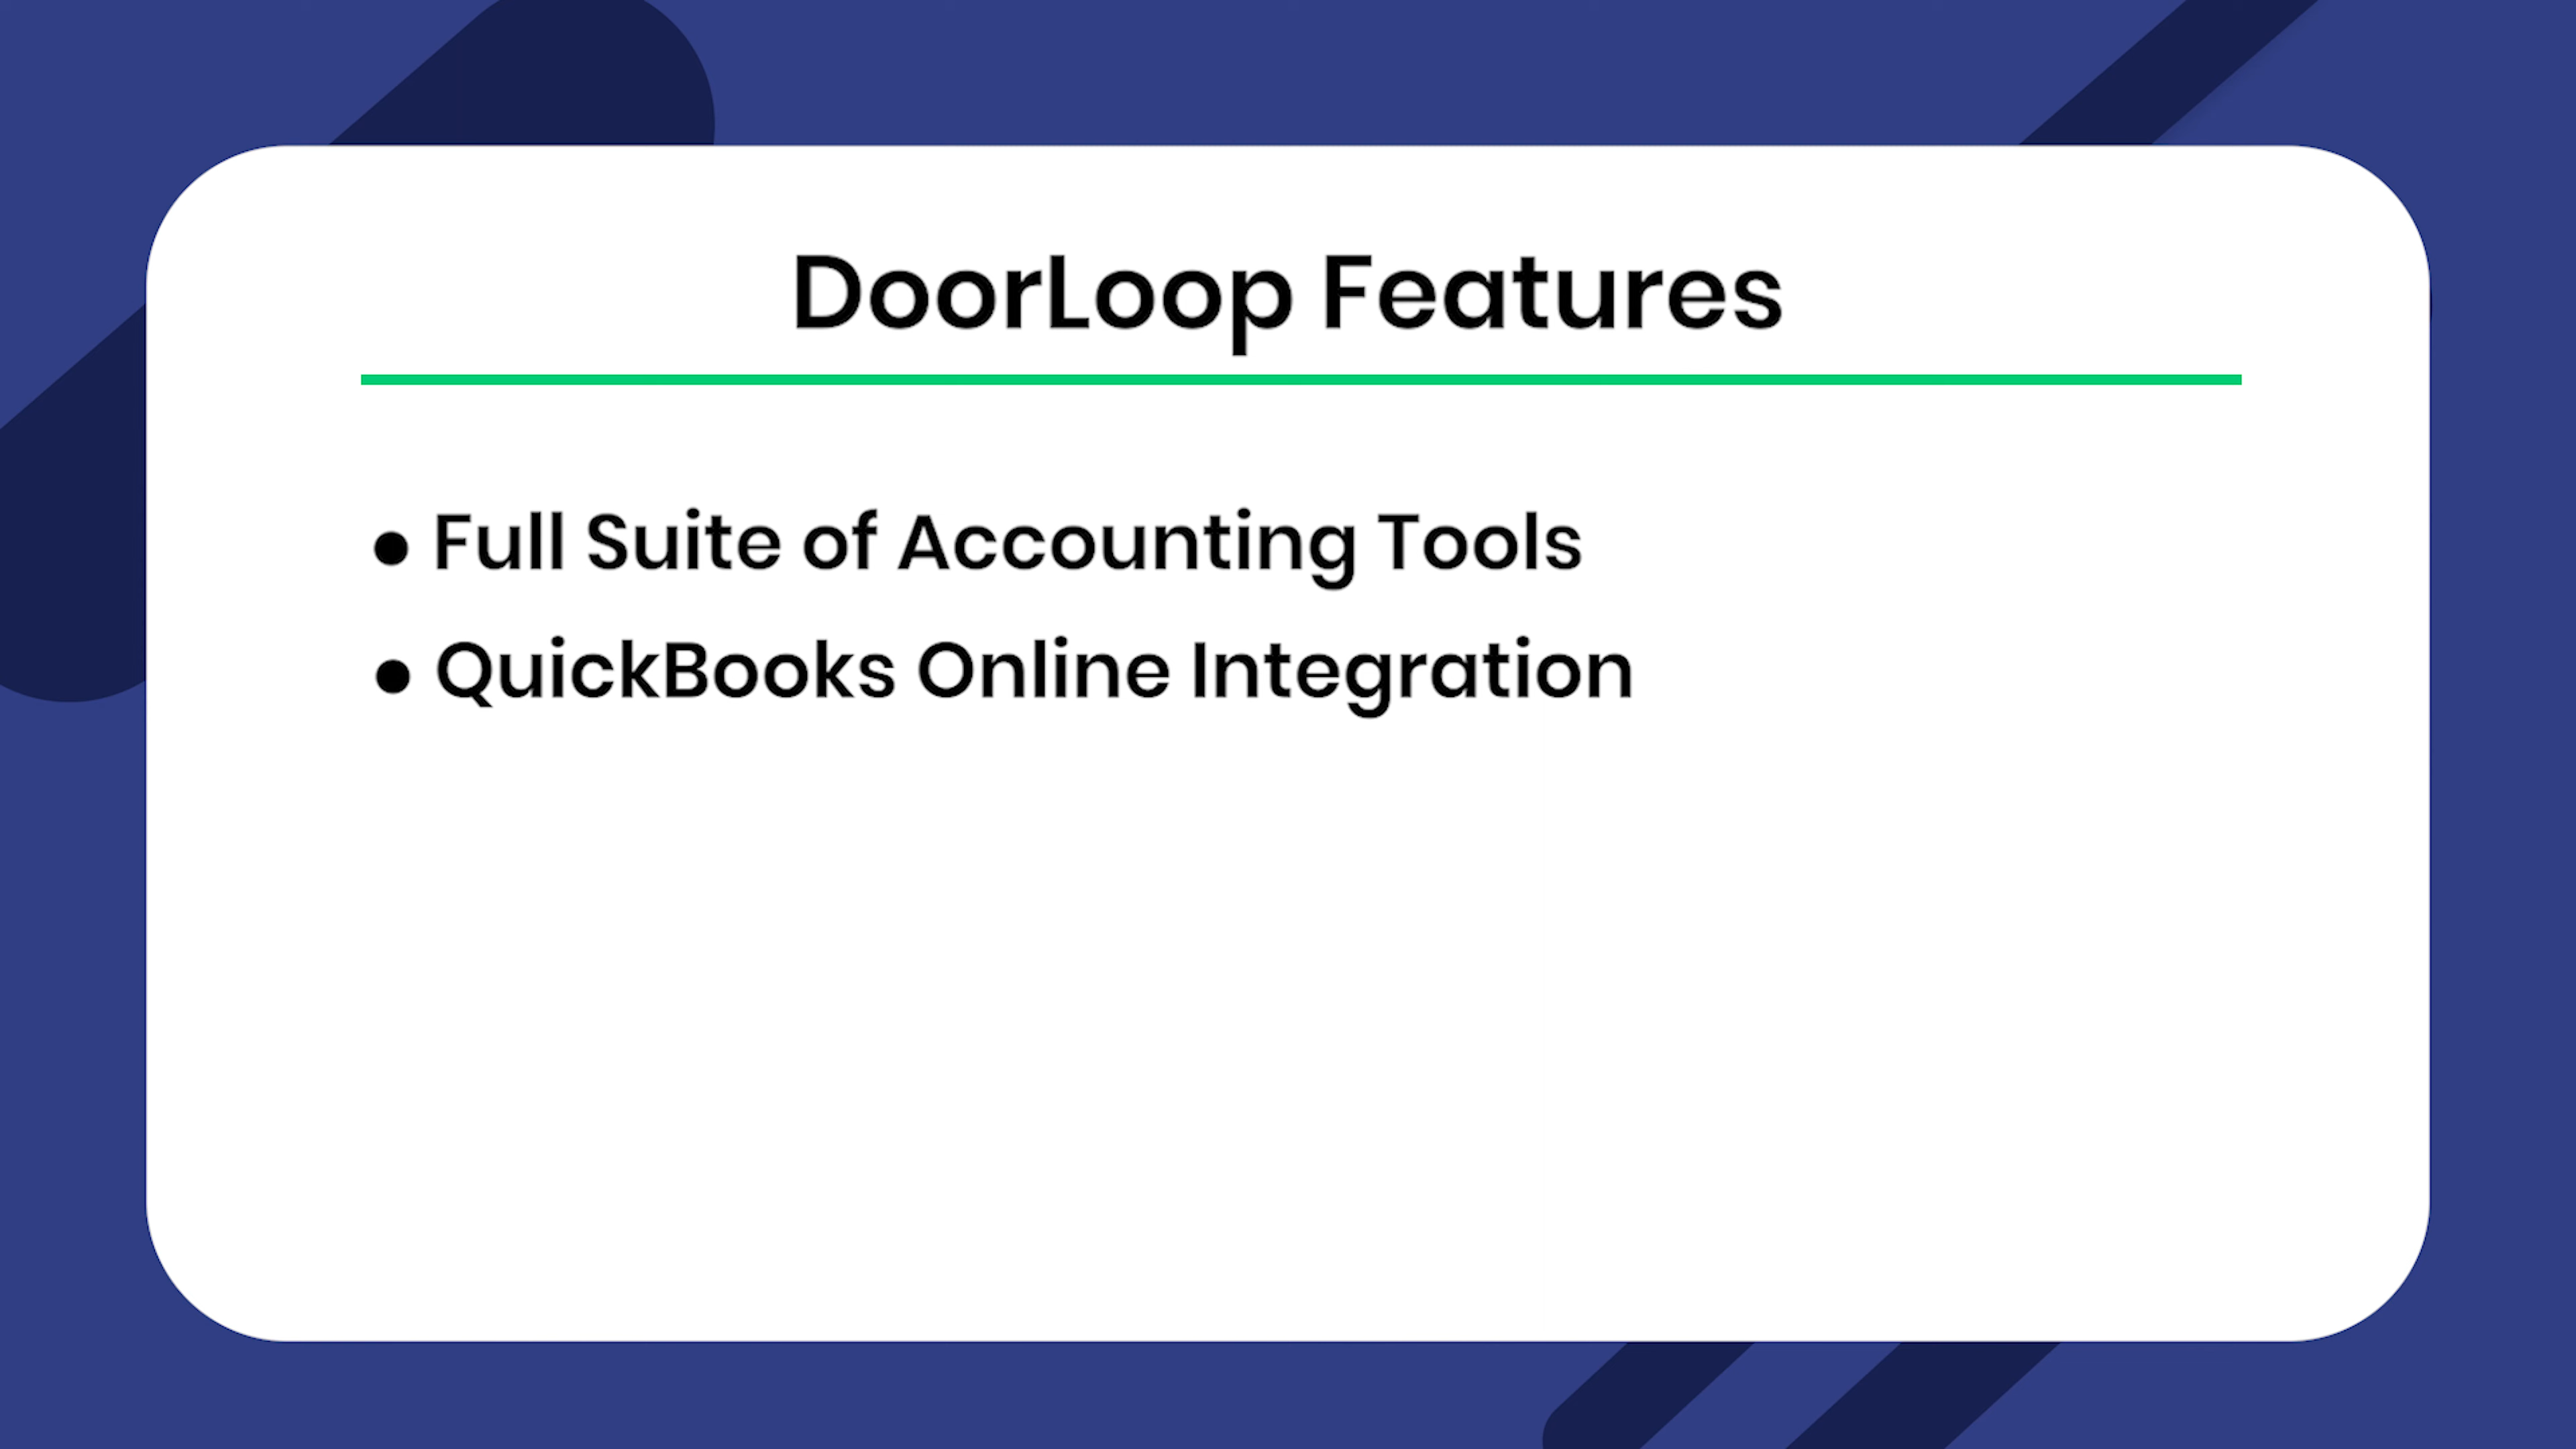 DoorLoop Features
● Full Suite of Accounting Tools
● QuickBooks Online Integration